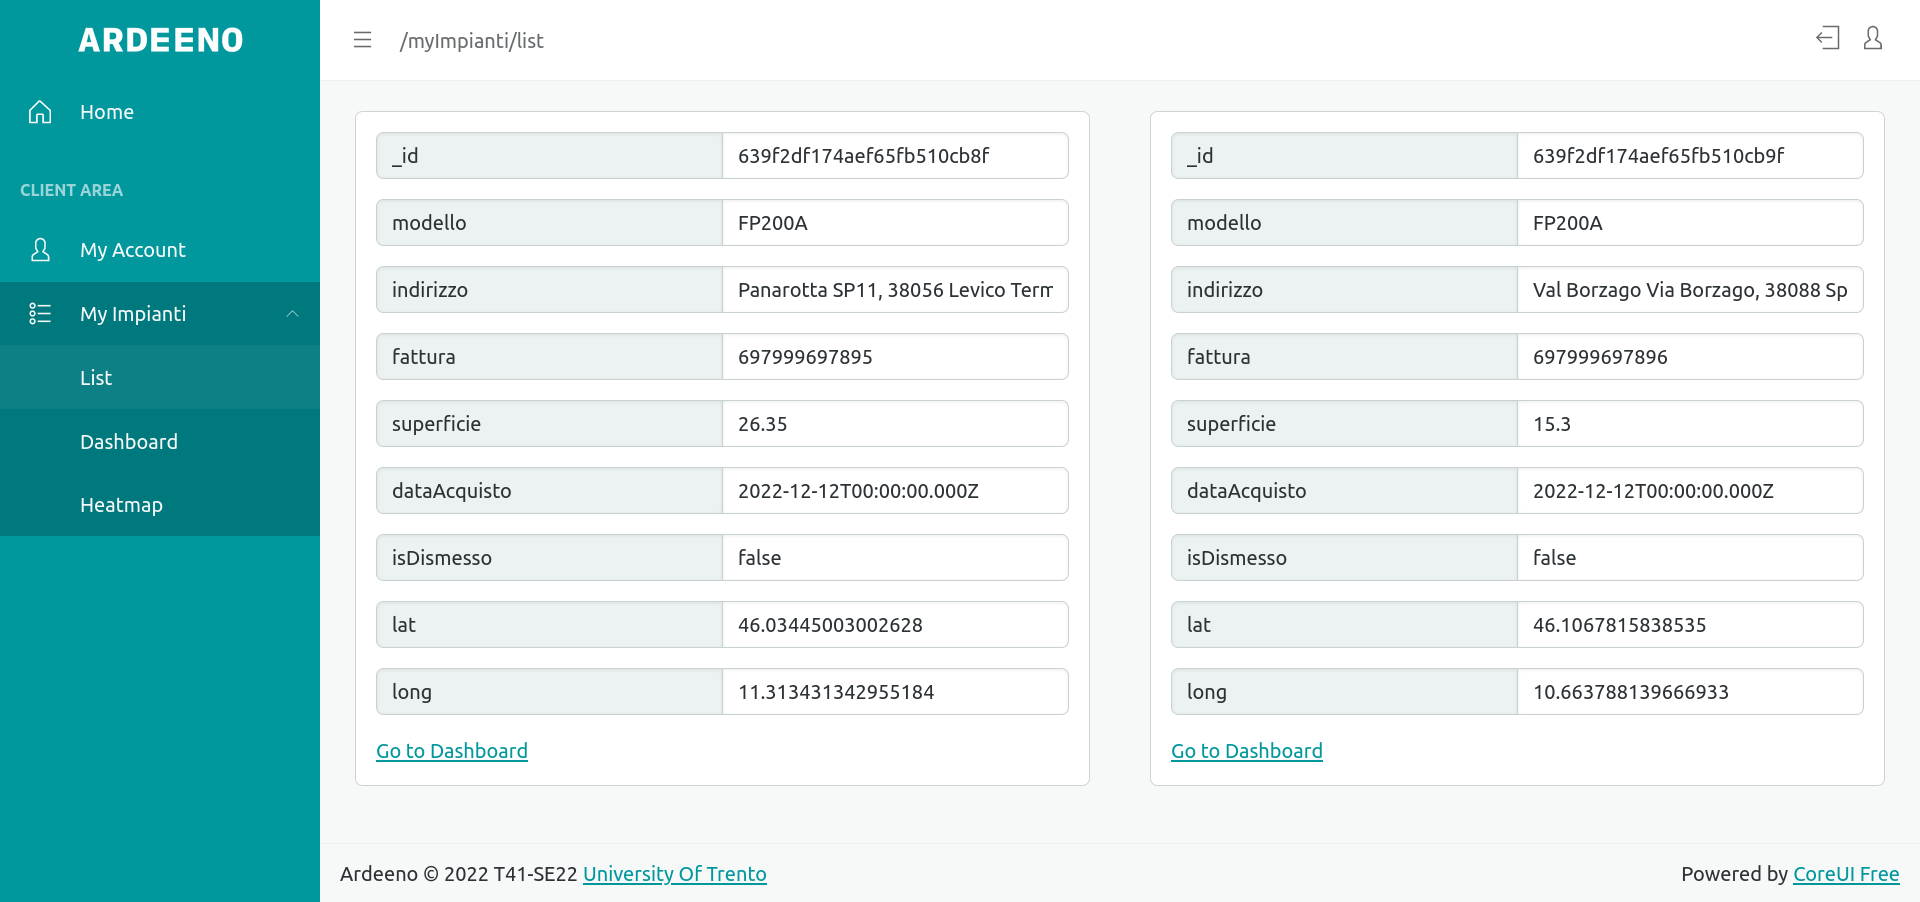 ARDEENO
Home
CLIENT AREA
My Account
My Impianti
List
Dashboard
Heatmap
/myImpianti/list
_id 639f2df174aef65fb510cb8f
modello FP200A
indirizzo Panarotta SP11, 38056 Levico Term
fattura 697999697895
superficie 26.35
dataAcquisto 2022-12-12T00:00:00.000Z
isDismesso false
lat 46.03445003002628
long 11.313431342955184
Go to Dashboard
_id 639f2df174aef65fb510cb9f
modello FP200A
indirizzo Val Borzago Via Borzago, 38088 Sp
fattura 697999697896
superficie 15.3
dataAcquisto 2022-12-12T00:00:00.000Z
isDismesso false
lat 46.1067815838535
long 10.663788139666933
Go to Dashboard
Ardeeno © 2022 T41-SE22 University Of Trento
Powered by CoreUI Free